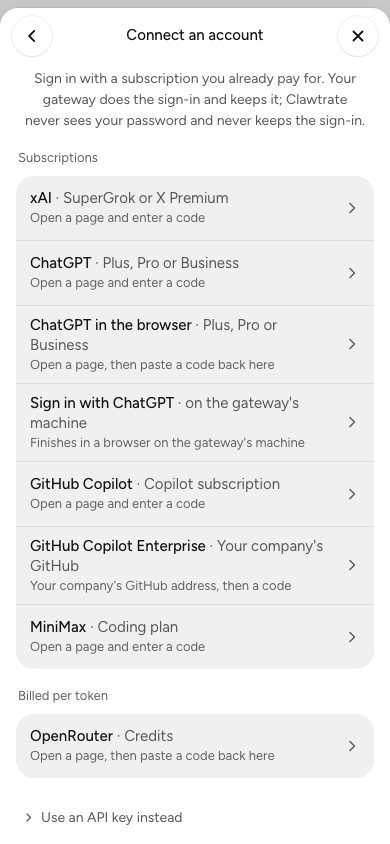 Connect an account
Sign in with a subscription you already pay for. Your
gateway does the sign-in and keeps it; Clawtrate
never sees your password and never keeps the sign-in.
Subscriptions
xAI · SuperGrok or X Premium
Open a page and enter a code
ChatGPT · Plus, Pro or Business
Open a page and enter a code
ChatGPT in the browser · Plus, Pro or
Business
Open a page, then paste a code back here
Sign in with ChatGPT · on the gateway's
machine
Finishes in a browser on the gateway's machine
GitHub Copilot · Copilot subscription
Open a page and enter a code
GitHub Copilot Enterprise · Your company's
GitHub
Your company's GitHub address, then a code
MiniMax · Coding plan
Open a page and enter a code
Billed per token
OpenRouter · Credits
Open a page, then paste a code back here
Use an API key instead